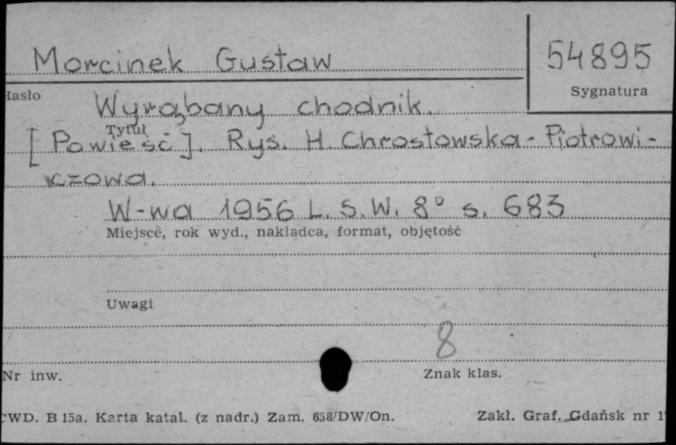 Morcinek Gustaw
54895
Hasło
Sygnatura
Wyrąbany chodnik.
Tytuł
[Powieść]. Rys. H. Chrostowska-Piotrowi-
czowa.
W-wa 1956 L.S.W. 8° s. 683
Miejsce, rok wyd., nakładca, format, objętość
Uwagi
8
Nr inw.
Znak klas.
CWD. B 15a. Karta katal. (z nadr.) Zam. 658/DW/On.
Zakł. Graf. Gdańsk nr 1